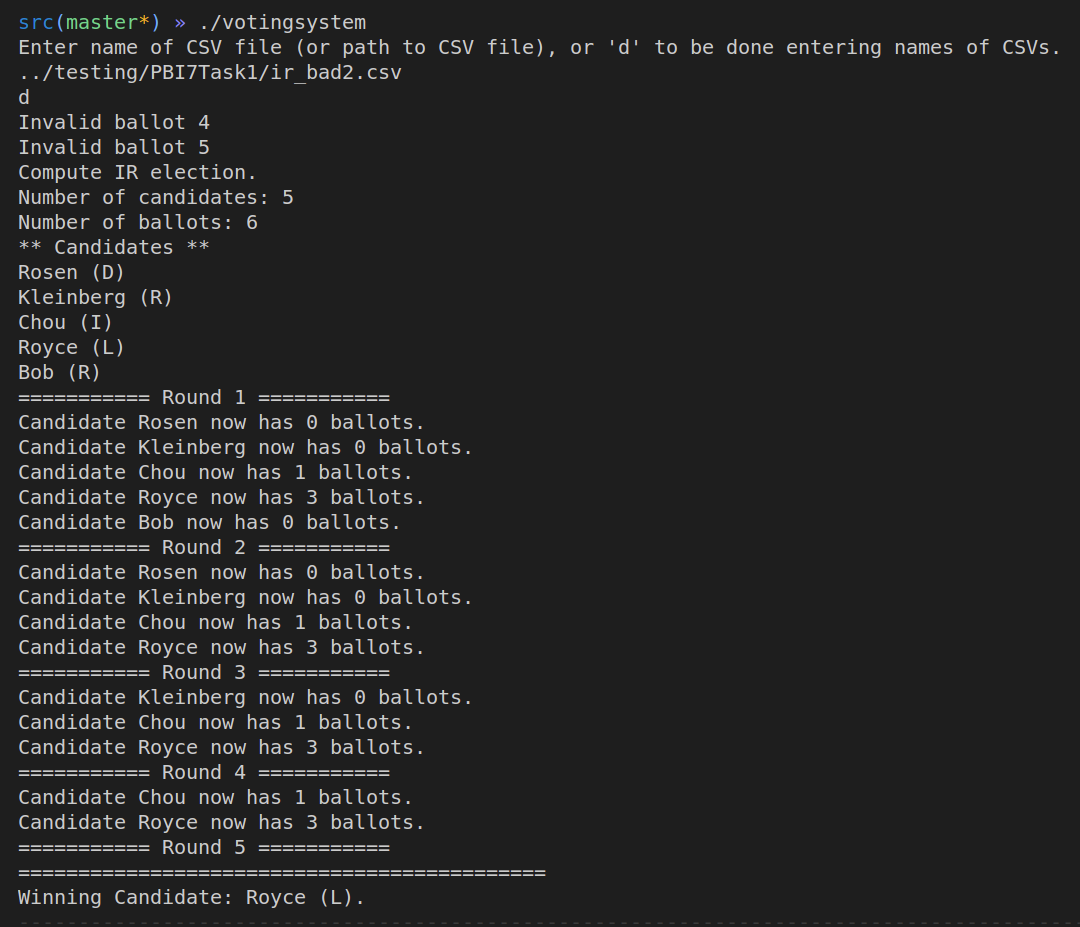 src(master*) » ./votingsystem
Enter name of CSV file (or path to CSV file), or 'd' to be done entering names of CSVs.
../testing/PBI7Task1/ir_bad2.csv
d
Invalid ballot 4
Invalid ballot 5
Compute IR election.
Number of candidates: 5
Number of ballots: 6
** Candidates **
Rosen (D)
Kleinberg (R)
Chou (I)
Royce (L)
Bob (R)
=========== Round 1 ===========
Candidate Rosen now has 0 ballots.
Candidate Kleinberg now has 0 ballots.
Candidate Chou now has 1 ballots.
Candidate Royce now has 3 ballots.
Candidate Bob now has 0 ballots.
=========== Round 2 ===========
Candidate Rosen now has 0 ballots.
Candidate Kleinberg now has 0 ballots.
Candidate Chou now has 1 ballots.
Candidate Royce now has 3 ballots.
=========== Round 3 ===========
Candidate Kleinberg now has 0 ballots.
Candidate Chou now has 1 ballots.
Candidate Royce now has 3 ballots.
=========== Round 4 ===========
Candidate Chou now has 1 ballots.
Candidate Royce now has 3 ballots.
=========== Round 5 ===========
============================================
Winning Candidate: Royce (L).